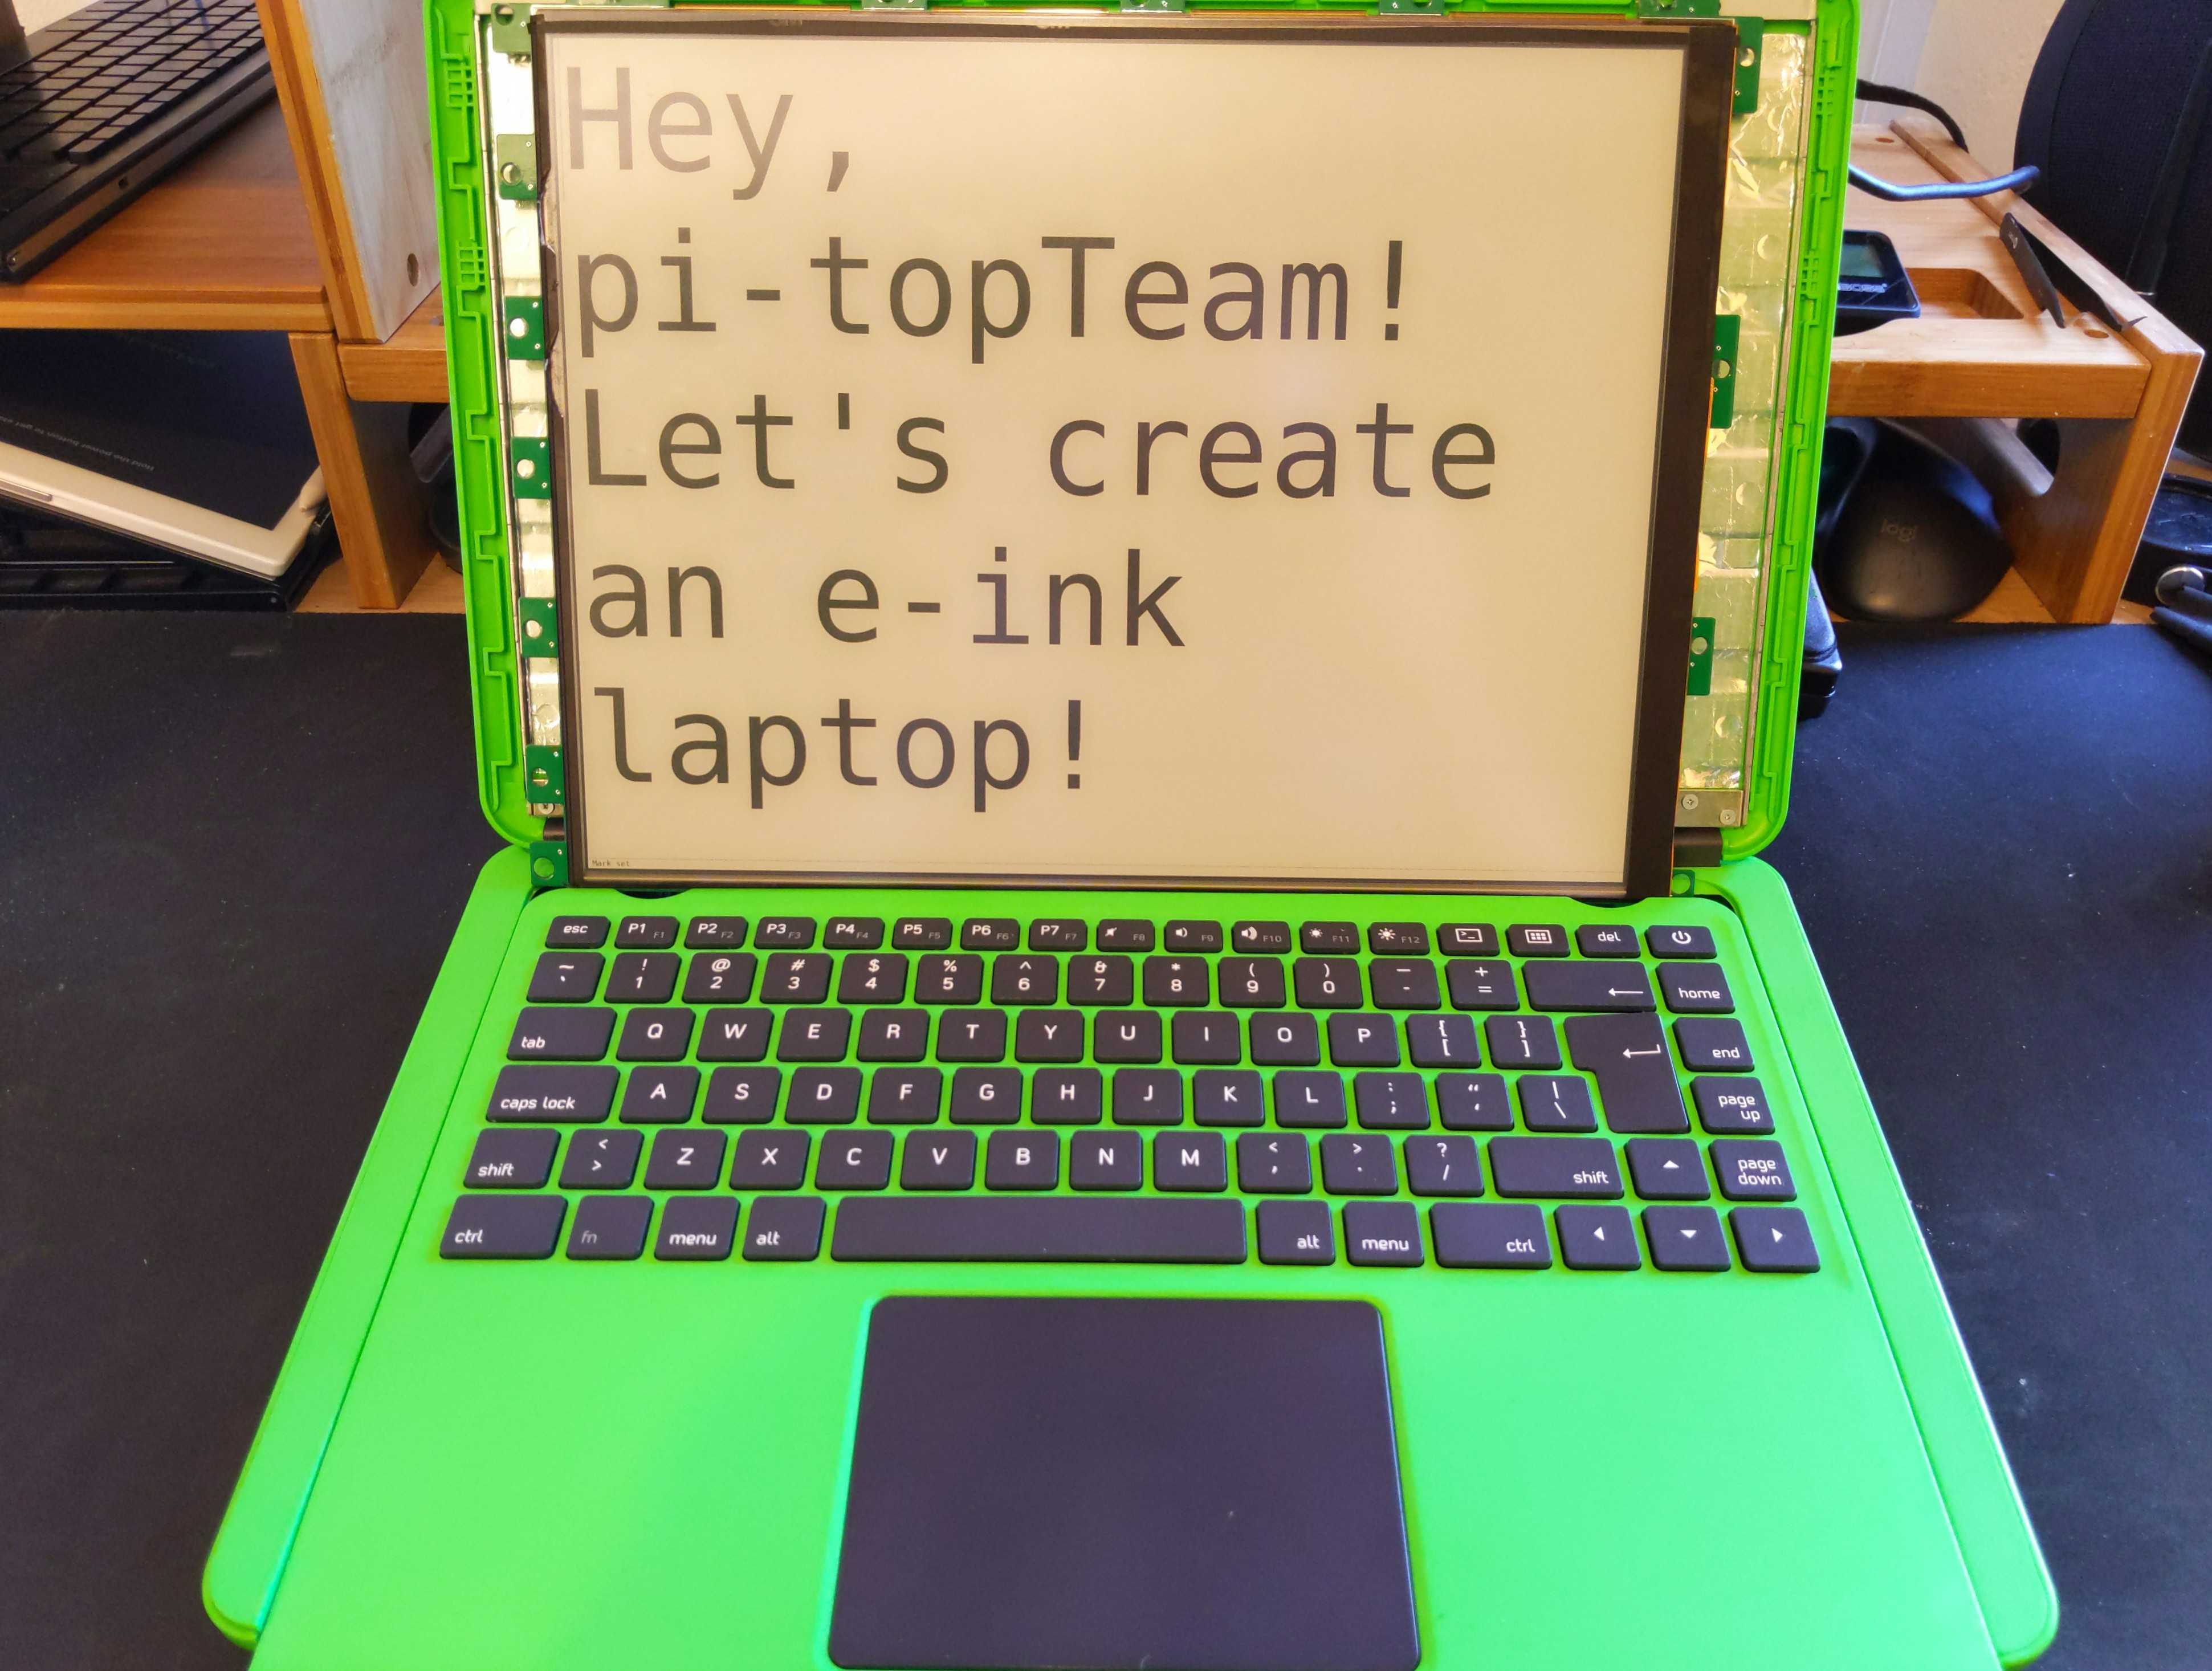 Hey,
pi-topTeam!
Let's create
an e-ink
laptop!
Mark set
esc P1 F1 P2 F2 P3 F3 P4 F4 P5 F5 P6 F6 P7 F7 F8 F9 F10 F11 F12 >_ del
~ ` ! 1 @ 2 # 3 $ 4 % 5 ^ 6 & 7 * 8 ( 9 ) 0 — - + = ← home
tab Q W E R T Y U I O P { [ } ] end
caps lock A S D F G H J K L : ; “ ‘ | \ page up
shift < > Z X C V B N M < , > . ? / shift page down
ctrl fn menu alt alt menu ctrl
logi